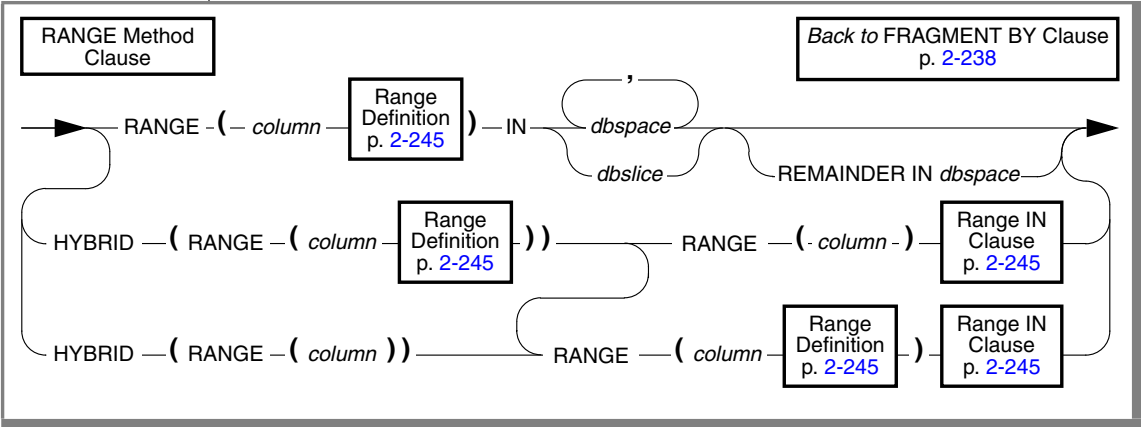 RANGE Method
Clause
Back to FRAGMENT BY Clause
p. 2-238
,
RANGE ( column Range Definition p. 2-245 ) IN dbspace
dbslice
REMAINDER IN dbspace
HYBRID ( RANGE ( column Range Definition p. 2-245 ) ) RANGE ( column ) Range IN Clause p. 2-245
HYBRID ( RANGE ( column ) ) RANGE ( column Range Definition p. 2-245 ) Range IN Clause p. 2-245